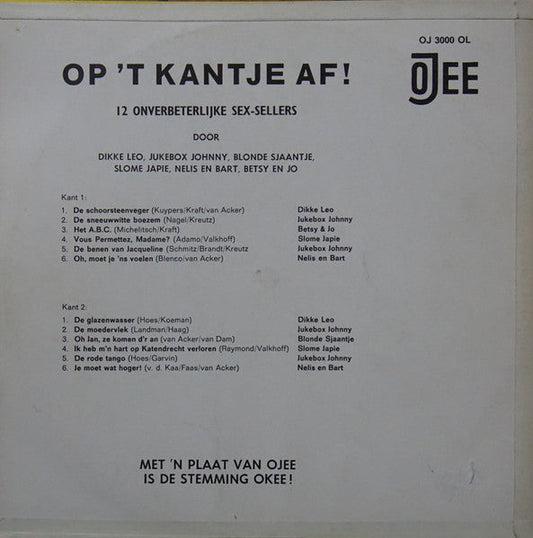 OJ 3000 OL
OP 'T KANTJE AF!
OJEE
12 ONVERBETERLIJKE SEX-SELLERS
DOOR
DIKKE LEO, JUKEBOX JOHNNY, BLONDE SJAANTJE,
SLOME JAPIE, NELIS EN BART, BETSY EN JO
Kant 1:
1. De schoorsteenveger (Kuypers/Kraft/van Acker) Dikke Leo
2. De sneeuwwitte boezem (Nagel/Kreutz) Jukebox Johnny
3. Het A.B.C. (Michelitsch/Kraft) Betsy & Jo
4. Vous Permettez, Madame? (Adamo/Valkhoff) Slome Japie
5. De benen van Jacqueline (Schmitz/Brandt/Kreutz Jukebox Johnny
6. Oh, moet je 'ns voelen (Blenco/van Acker) Nelis en Bart
Kant 2:
1. De glazenwasser (Hoes/Koeman) Dikke Leo
2. De moedervlek (Landman/Haag) Jukebox Johnny
3. Oh Jan, ze komen d'r an (van Acker/van Dam) Blonde Sjaantje
4. Ik heb m'n hart op Katendrecht verloren (Raymond/Valkhoff) Slome Japie
5. De rode tango (Hoes/Garvin) Jukebox Johnny
6. Je moet wat hoger! (v. d. Kaa/Faas/van Acker) Nelis en Bart
MET 'N PLAAT VAN OJEE
IS DE STEMMING OKEE!